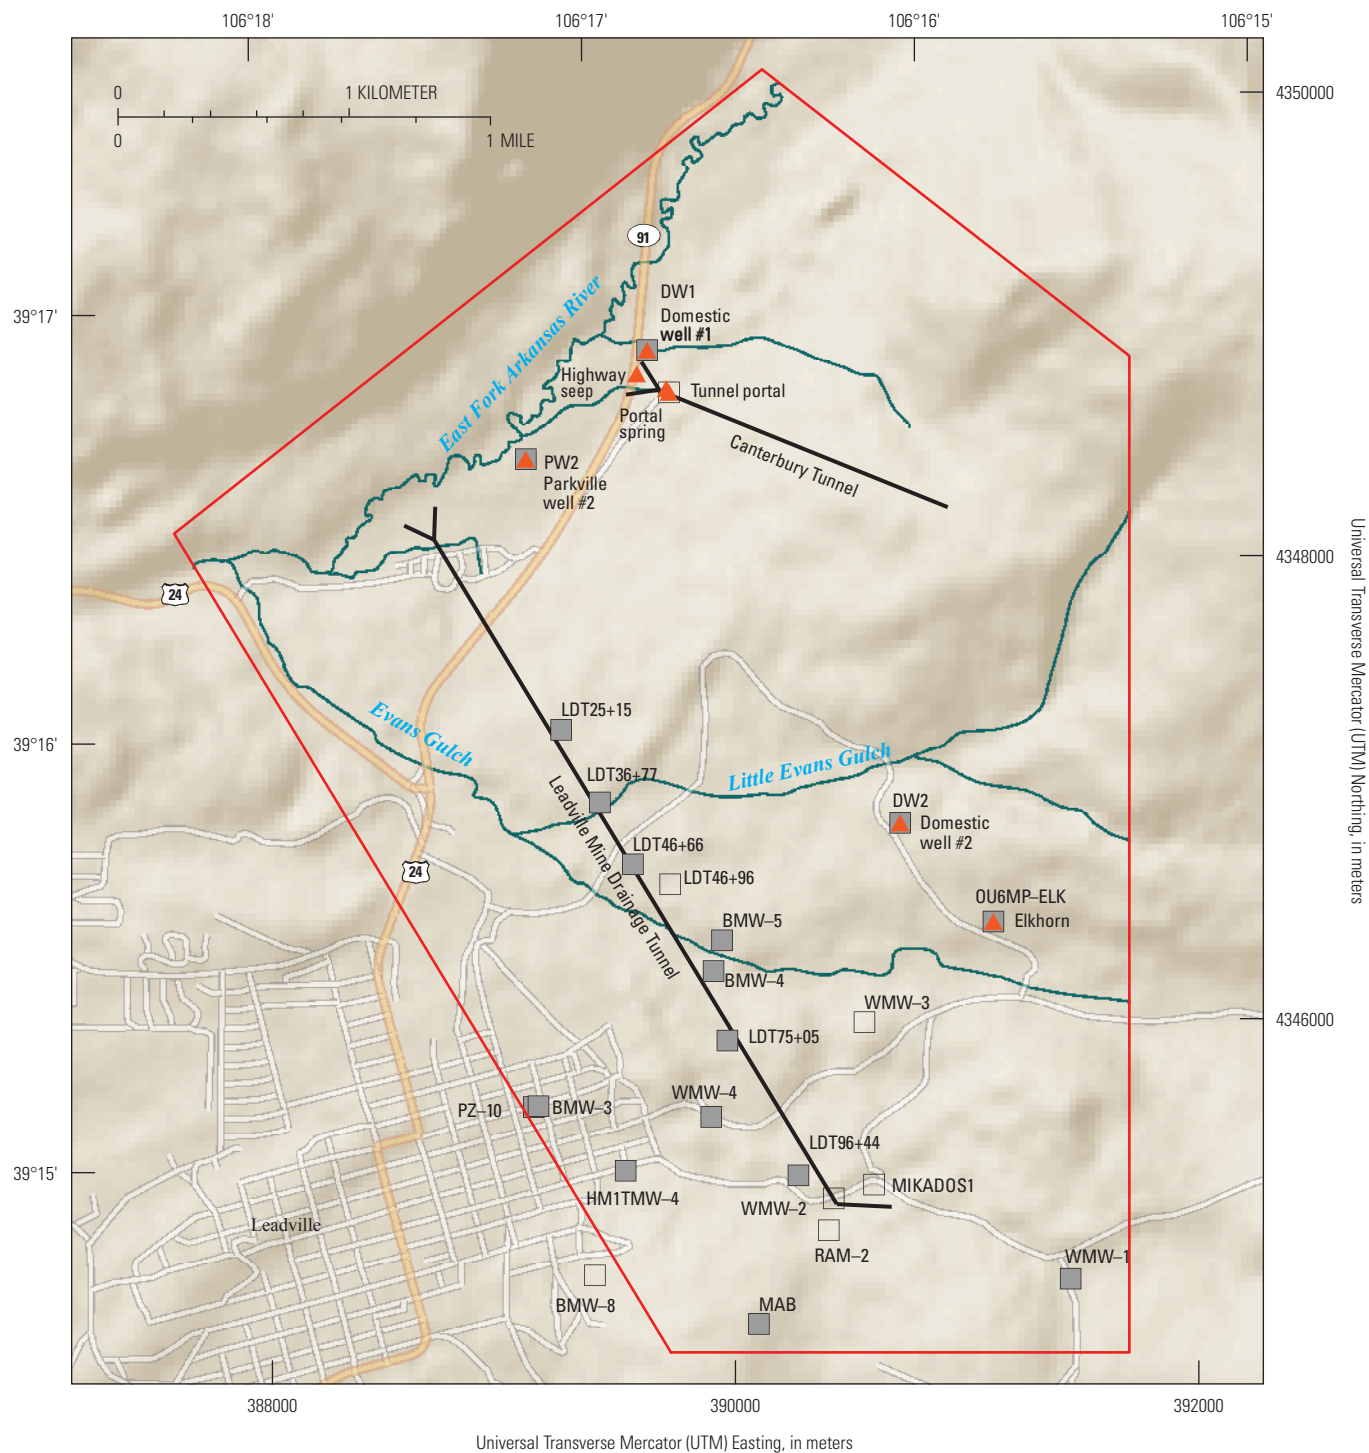 106°18'
106°17'
106°16'
106°15'
0
1 KILOMETER
0
1 MILE
4350000
91
39°17'
East Fork Arkansas River
DW1
Domestic
well #1
Highway
seep
Tunnel portal
Portal
spring
Canterbury Tunnel
PW2
Parkville
well #2
4348000
Universal Transverse Mercator (UTM) Northing, in meters
24
LDT25+15
Evans Gulch
39°16'
Little Evans Gulch
LDT36+77
Leadville Mine Drainage Tunnel
DW2
Domestic
well #2
LDT46+66
24
LDT46+96
OU6MP–ELK
Elkhorn
BMW–5
BMW–4
WMW–3
4346000
LDT75+05
WMW–4
PZ–10
BMW–3
LDT96+44
39°15'
MIKADOS1
HM1TMW–4
WMW–2
Leadville
RAM–2
WMW–1
BMW–8
MAB
388000
390000
392000
Universal Transverse Mercator (UTM) Easting, in meters